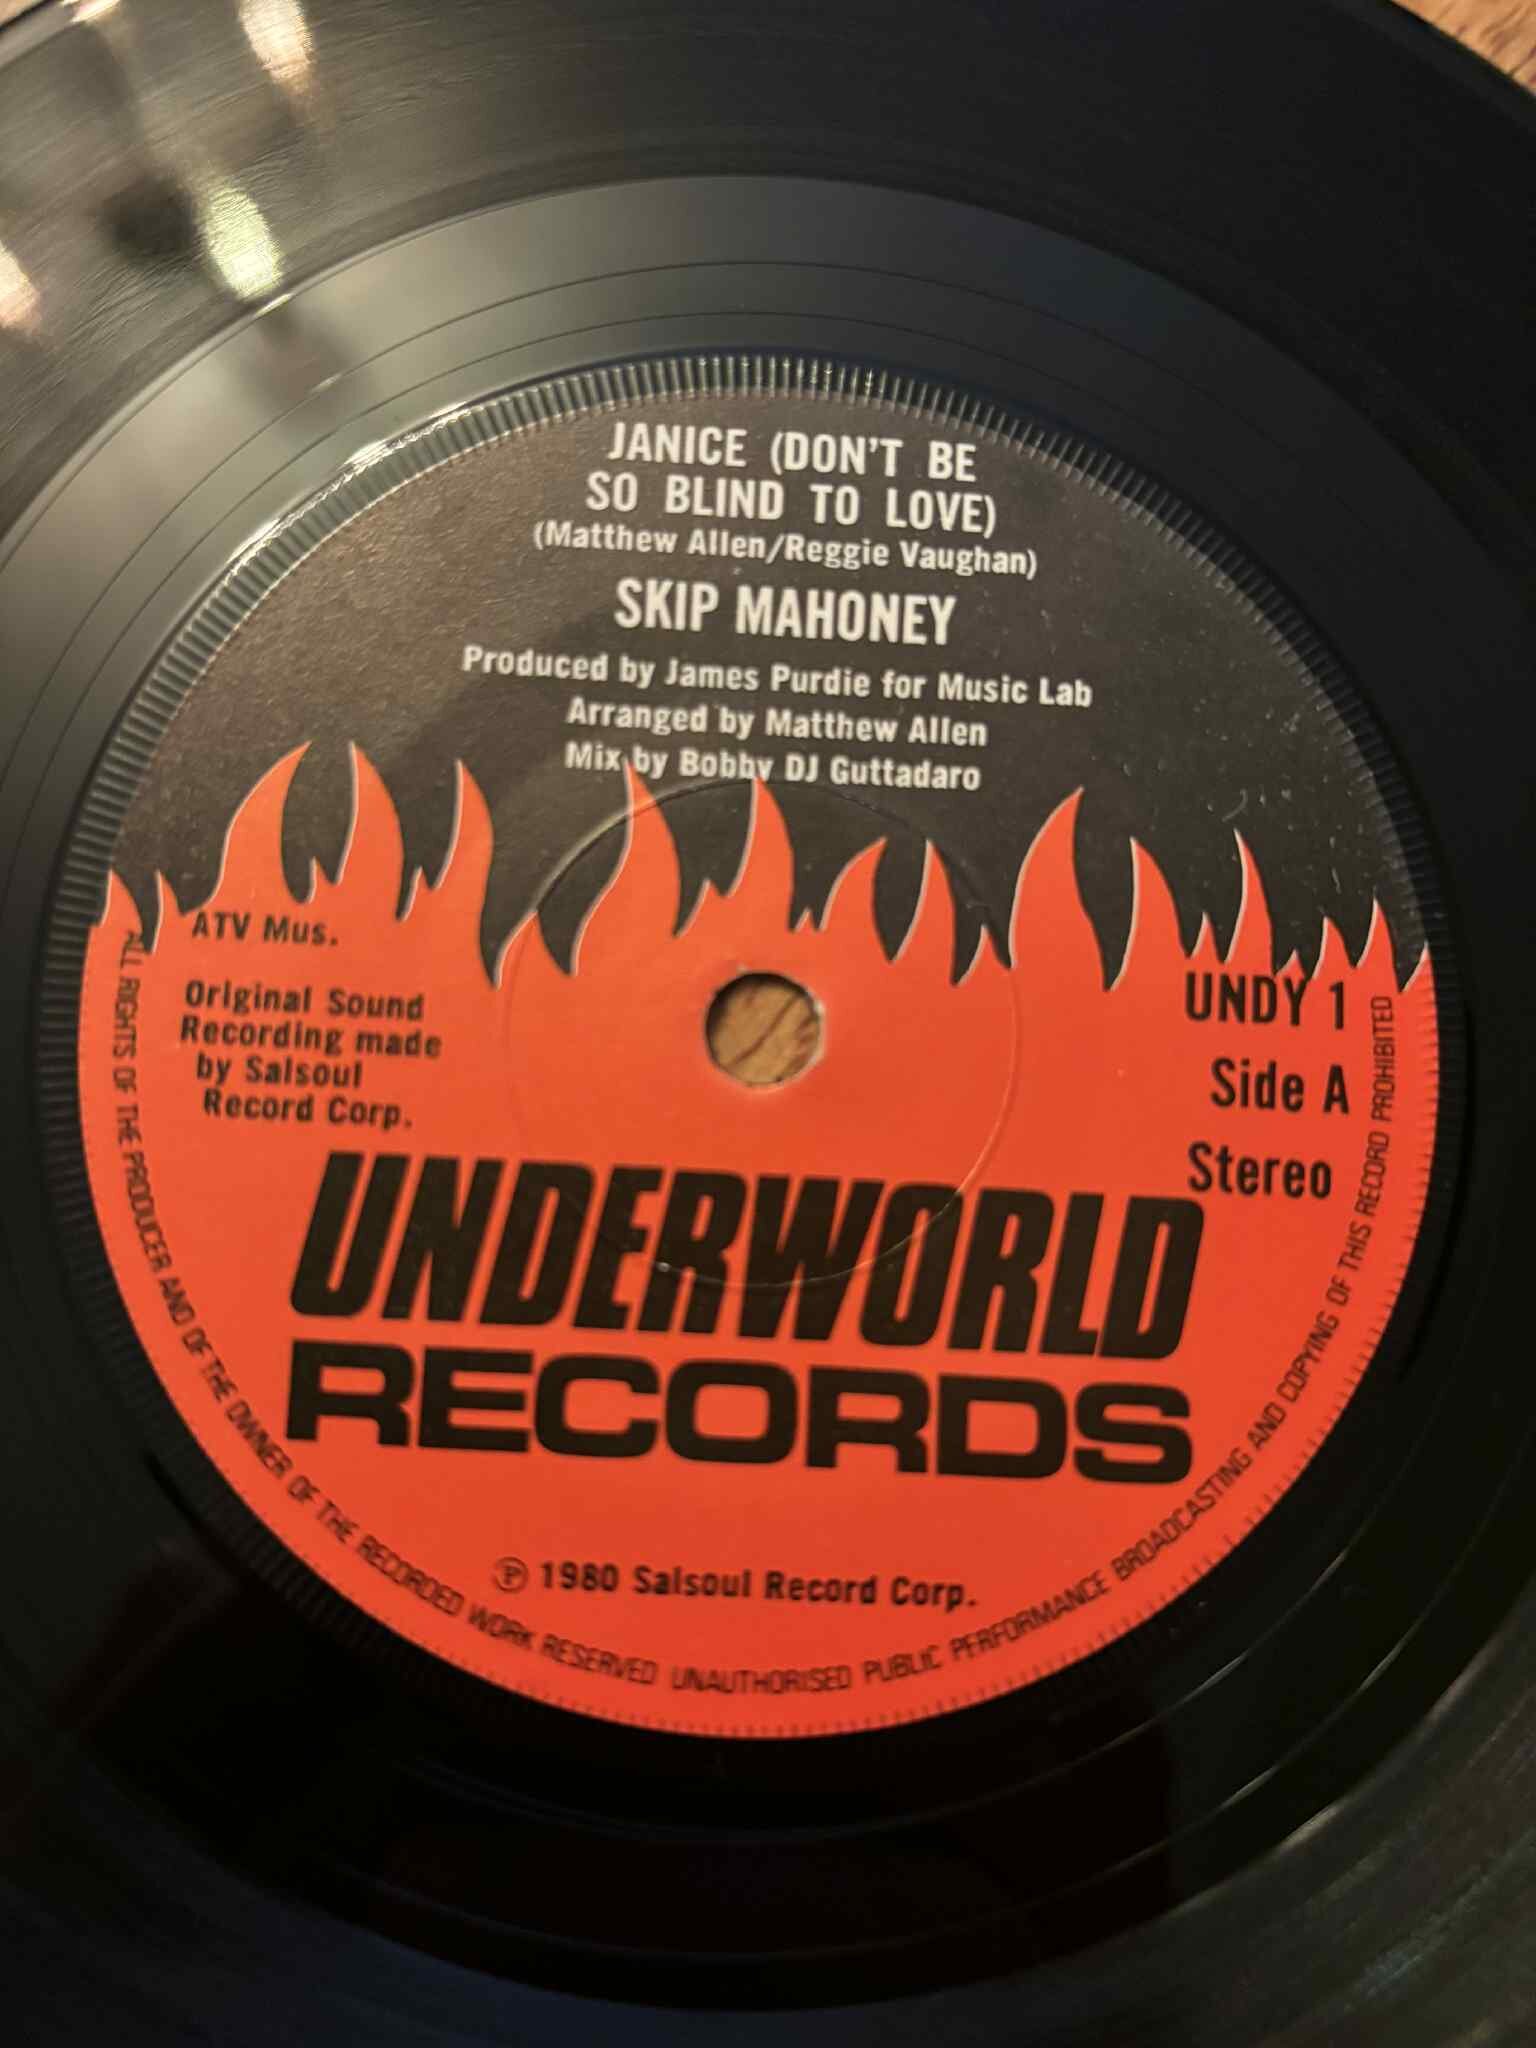 JANICE (DON'T BE
SO BLIND TO LOVE)
(Matthew Allen/Reggie Vaughan)
SKIP MAHONEY
Produced by James Purdie for Music Lab
Arranged by Matthew Allen
Mix by Bobby DJ Guttadaro
ATV Mus.
Original Sound
Recording made
by Salsoul
Record Corp.
UNDY 1
Side A
Stereo
UNDERWORLD
RECORDS
℗ 1980 Salsoul Record Corp.
ALL RIGHTS OF THE PRODUCER AND OF THE OWNER OF THE RECORDED WORK RESERVED UNAUTHORISED PUBLIC PERFORMANCE BROADCASTING AND COPYING OF THIS RECORD PROHIBITED